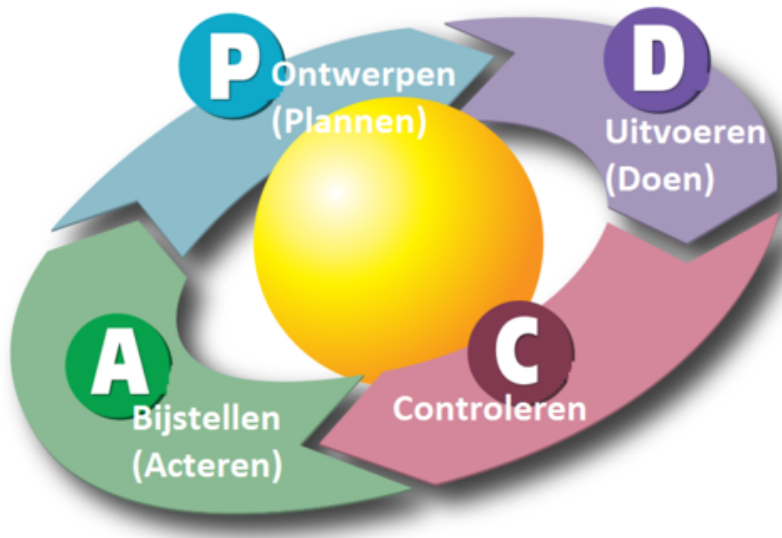 P
Ontwerpen
(Plannen)
D
Uitvoeren
(Doen)
C
Controleren
A
Bijstellen
(Acteren)